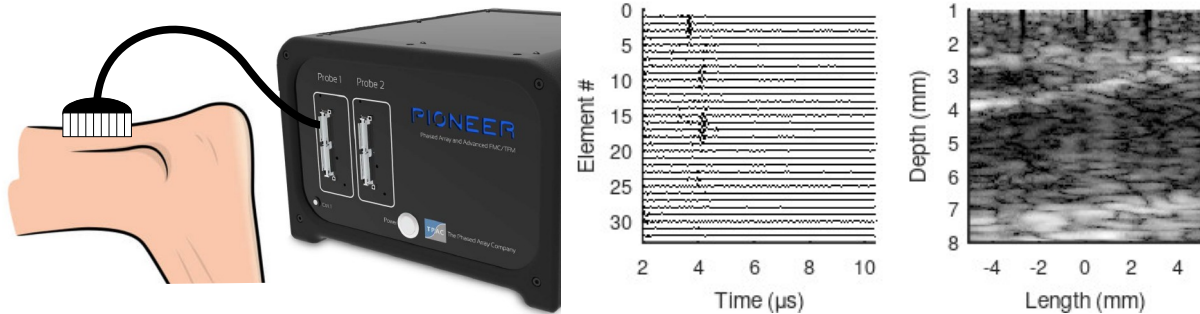 Probe 1
Probe 2
PIONEER
Phased Array and Advanced FMC/TFM
Power
TPAC
The Phased Array Company
0
5
10
15
20
25
30
Element #
2
4
6
8
10
Time (µs)
1
2
3
4
5
6
7
8
Depth (mm)
-4
-2
0
2
4
Length (mm)